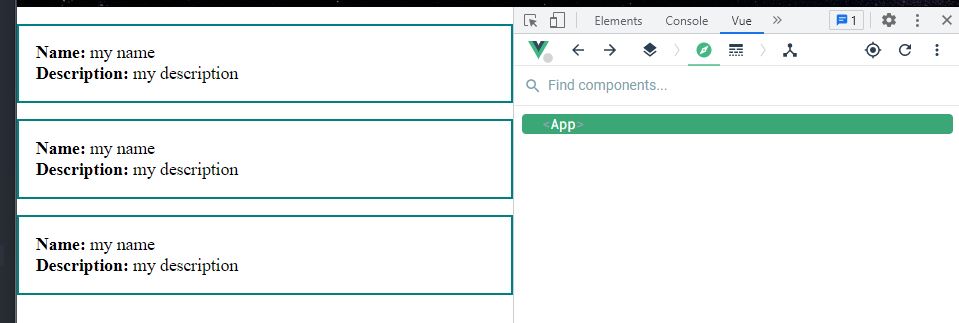 Elements Console Vue 1
Name: my name
Description: my description
Find components...
<App>
Name: my name
Description: my description
Name: my name
Description: my description